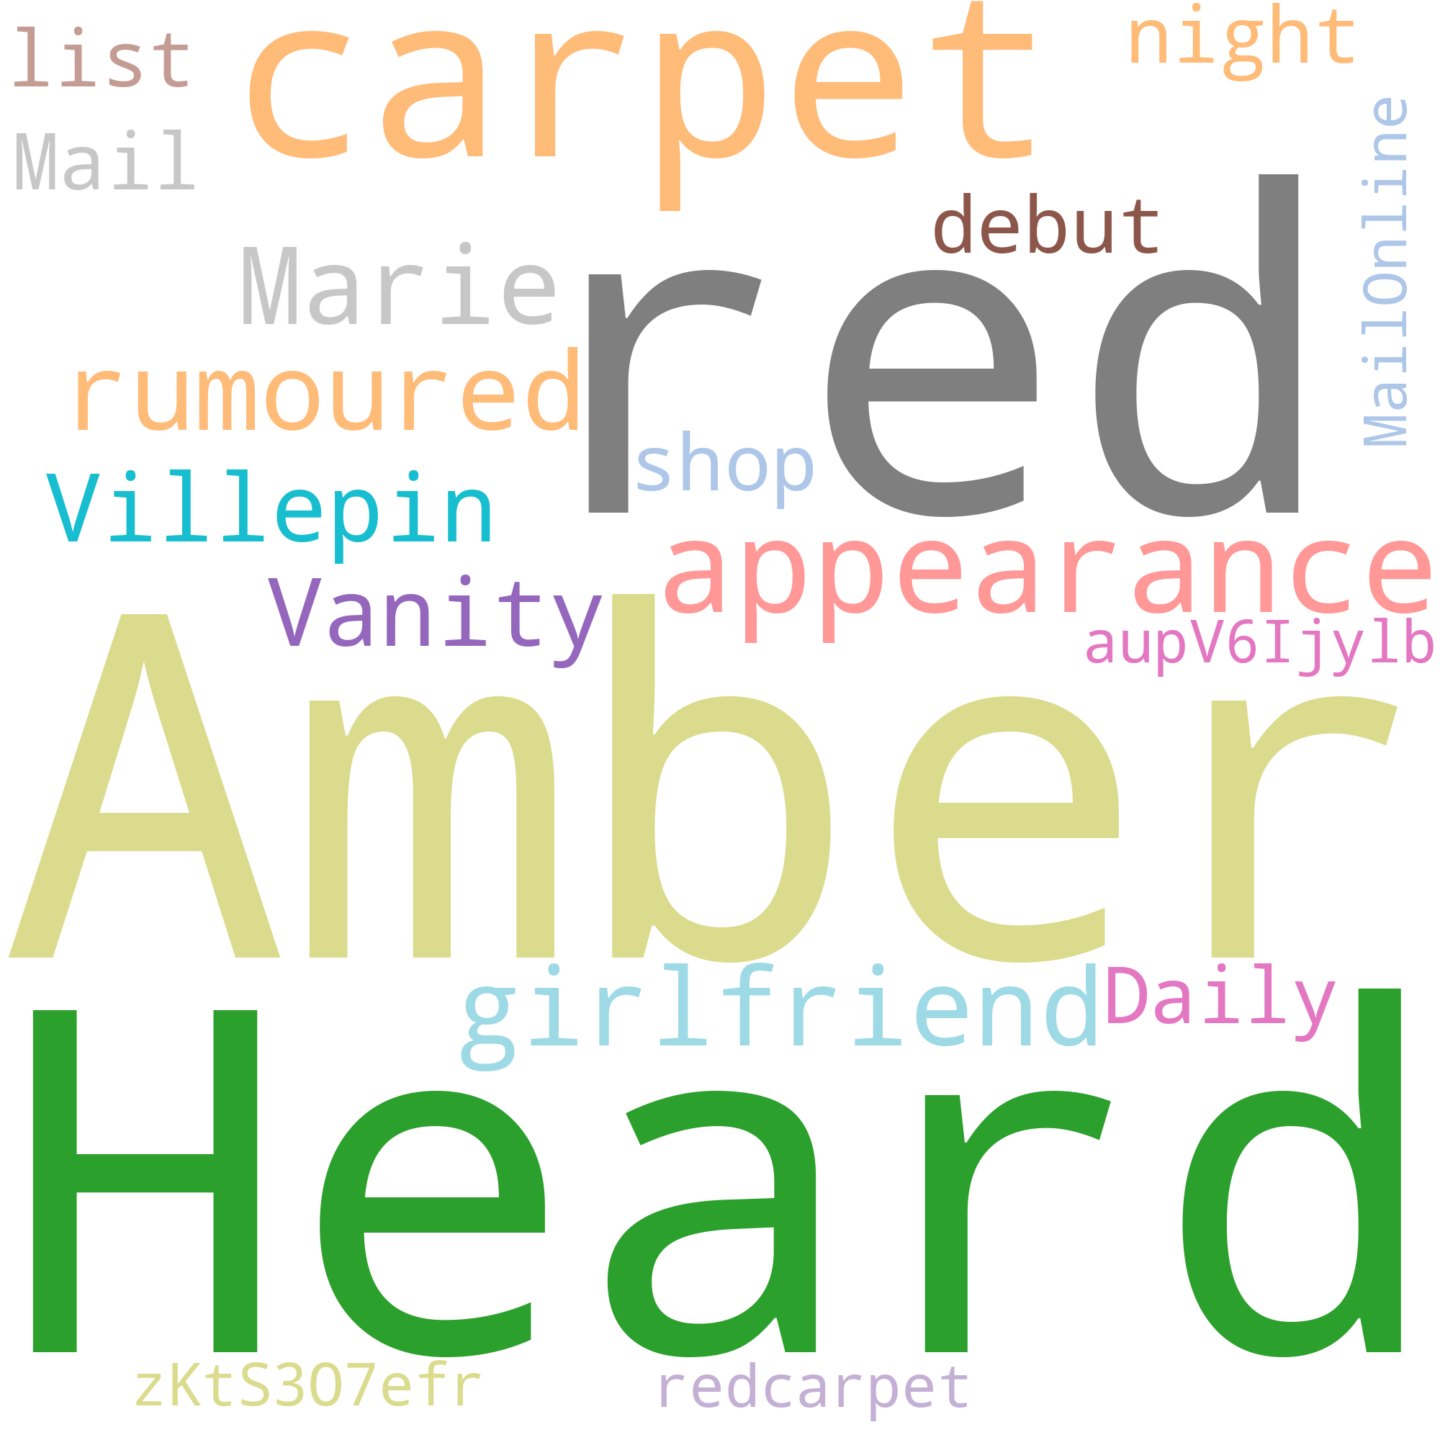 list
carpet
night
Mail
MailOnline
debut
red
Marie
rumoured
shop
Villepin
appearance
Vanity
aupV6Ijylb
Amber
girlfriend
Daily
Heard
zKtS3O7efr
redcarpet